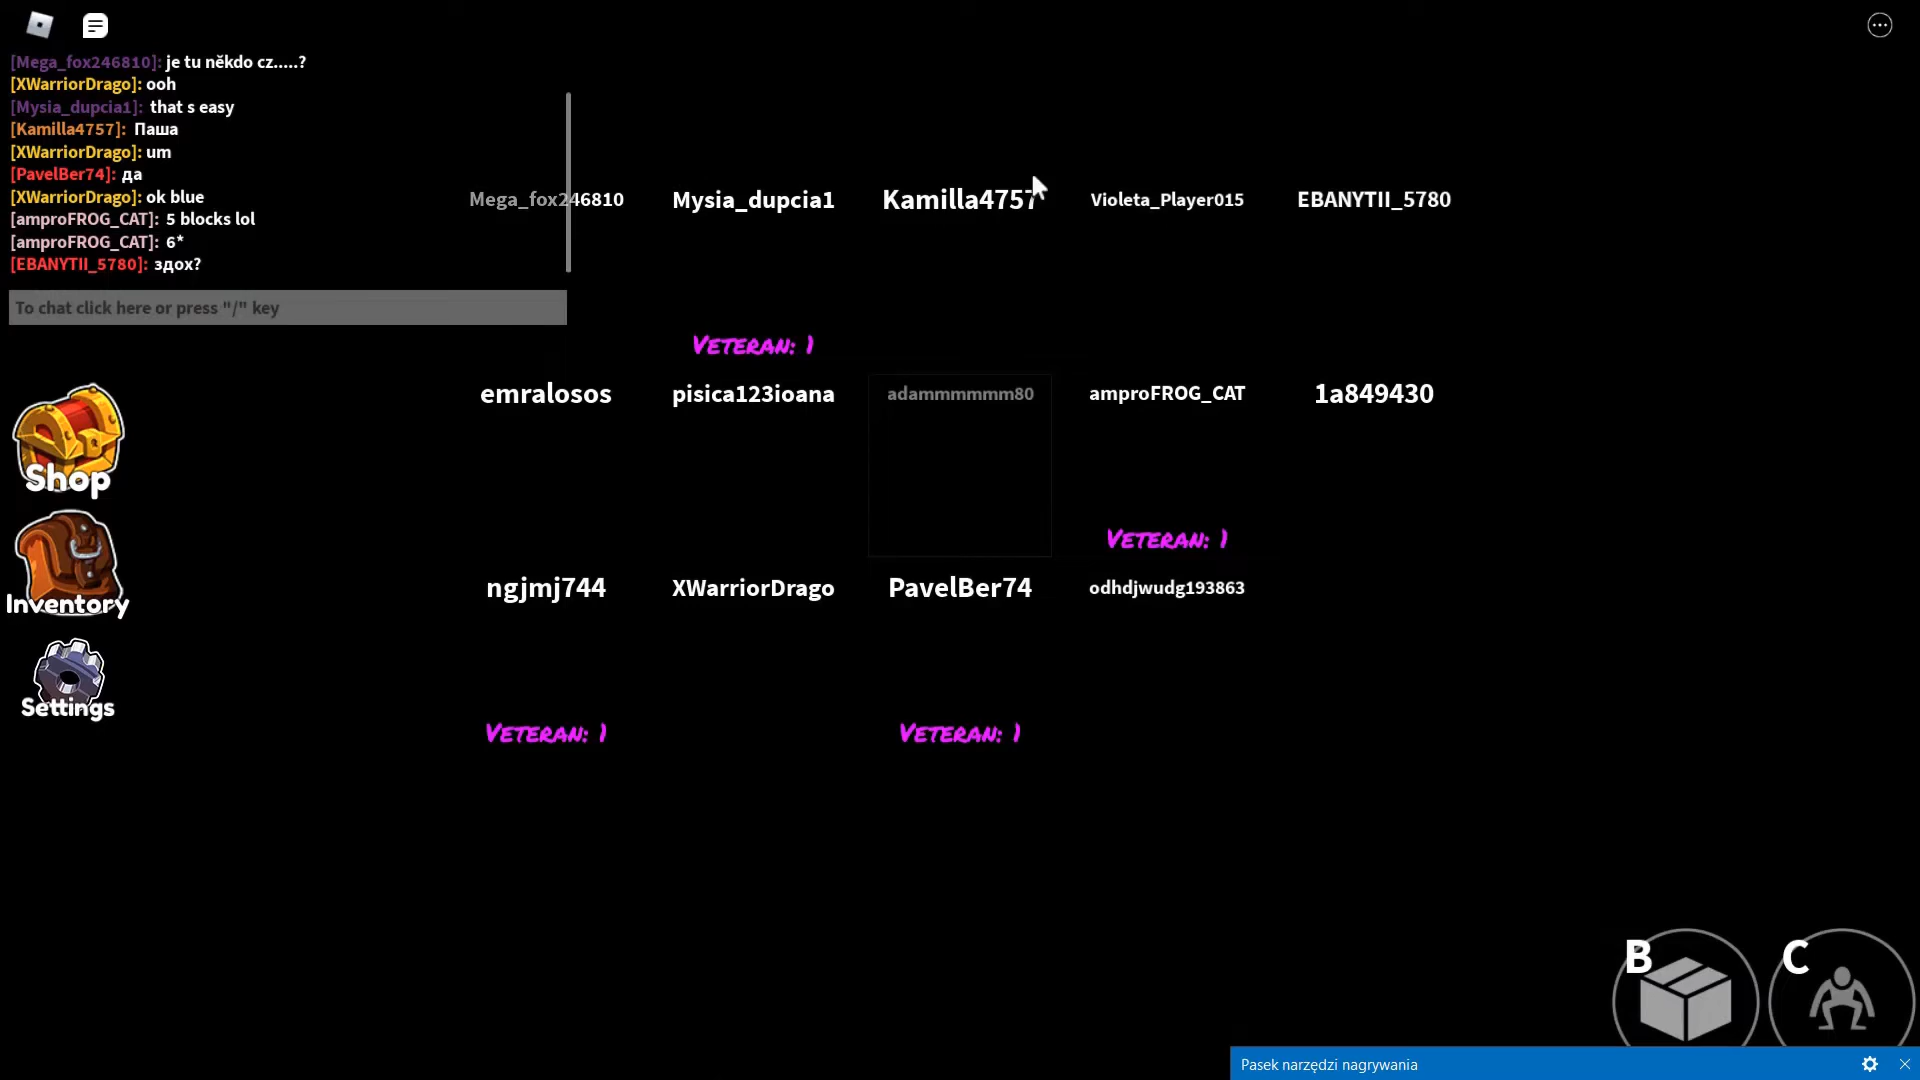 [Mega_fox246810]: je tu někdo cz.....?
[XWarriorDrago]: ooh
[Mysia_dupcia1]: that s easy
[Kamilla4757]: Паша
[XWarriorDrago]: um
[PavelBer74]: да
[XWarriorDrago]: ok blue
[amproFROG_CAT]: 5 blocks lol
[amproFROG_CAT]: 6*
[EBANYTII_5780]: здох?
To chat click here or press "/" key
Mega_fox246810 Mysia_dupcia1 Kamilla4757 Violeta_Player015 EBANYTII_5780
Veteran: 1
emralosos pisica123ioana adammmmmm80 amproFROG_CAT 1a849430
Shop
Veteran: 1
ngjmj744 XWarriorDrago PavelBer74 odhdjwudg193863
Inventory
Settings
Veteran: 1 Veteran: 1
B C
Pasek narzędzi nagrywania